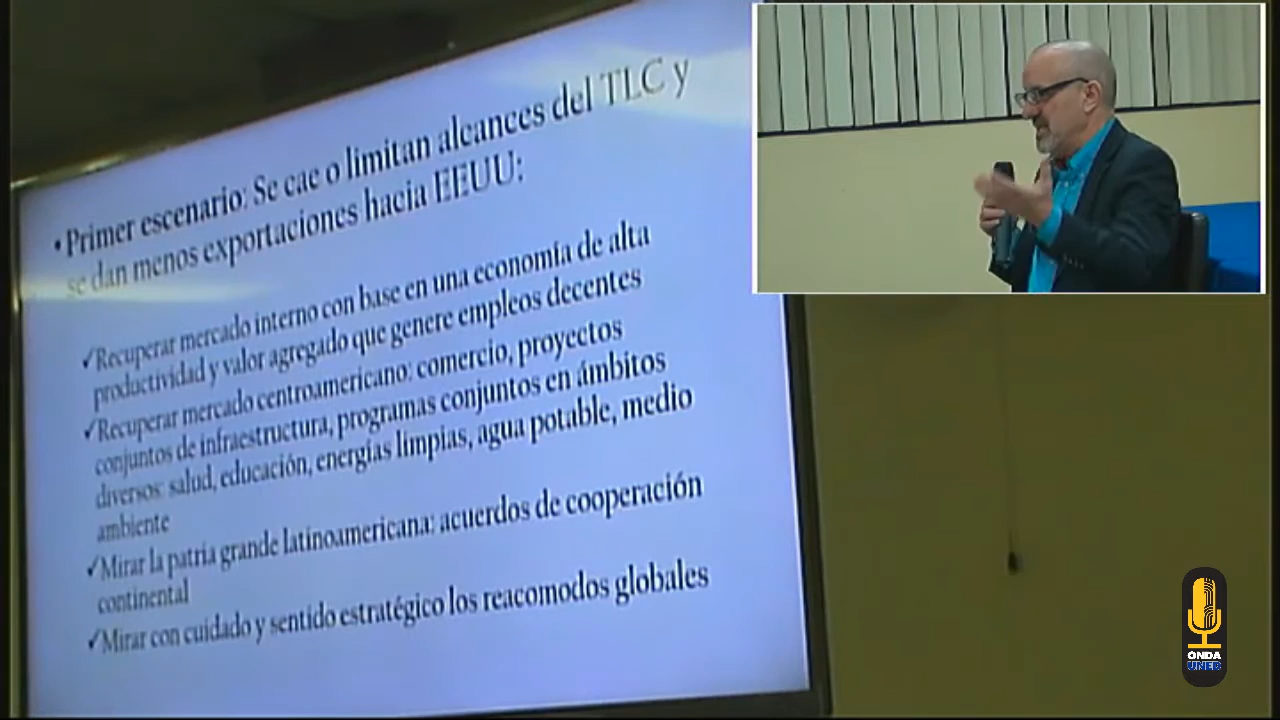 • Primer escenario: Se cae o limitan alcances del TLC y
se dan menos exportaciones hacia EEUU:
✓Recuperar mercado interno con base en una economía de alta
productividad y valor agregado que genere empleos decentes
✓Recuperar mercado centroamericano: comercio, proyectos
conjuntos de infraestructura, programas conjuntos en ámbitos
diversos: salud, educación, energías limpias, agua potable, medio
ambiente
✓Mirar la patria grande latinoamericana: acuerdos de cooperación
continental
✓Mirar con cuidado y sentido estratégico los reacomodos globales
ONDA
UNED